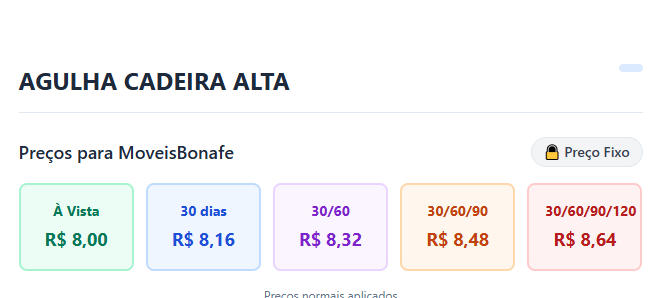 AGULHA CADEIRA ALTA
Preços para MoveisBonafe
Preço Fixo
À Vista
R$ 8,00
30 dias
R$ 8,16
30/60
R$ 8,32
30/60/90
R$ 8,48
30/60/90/120
R$ 8,64
Preços normais aplicados